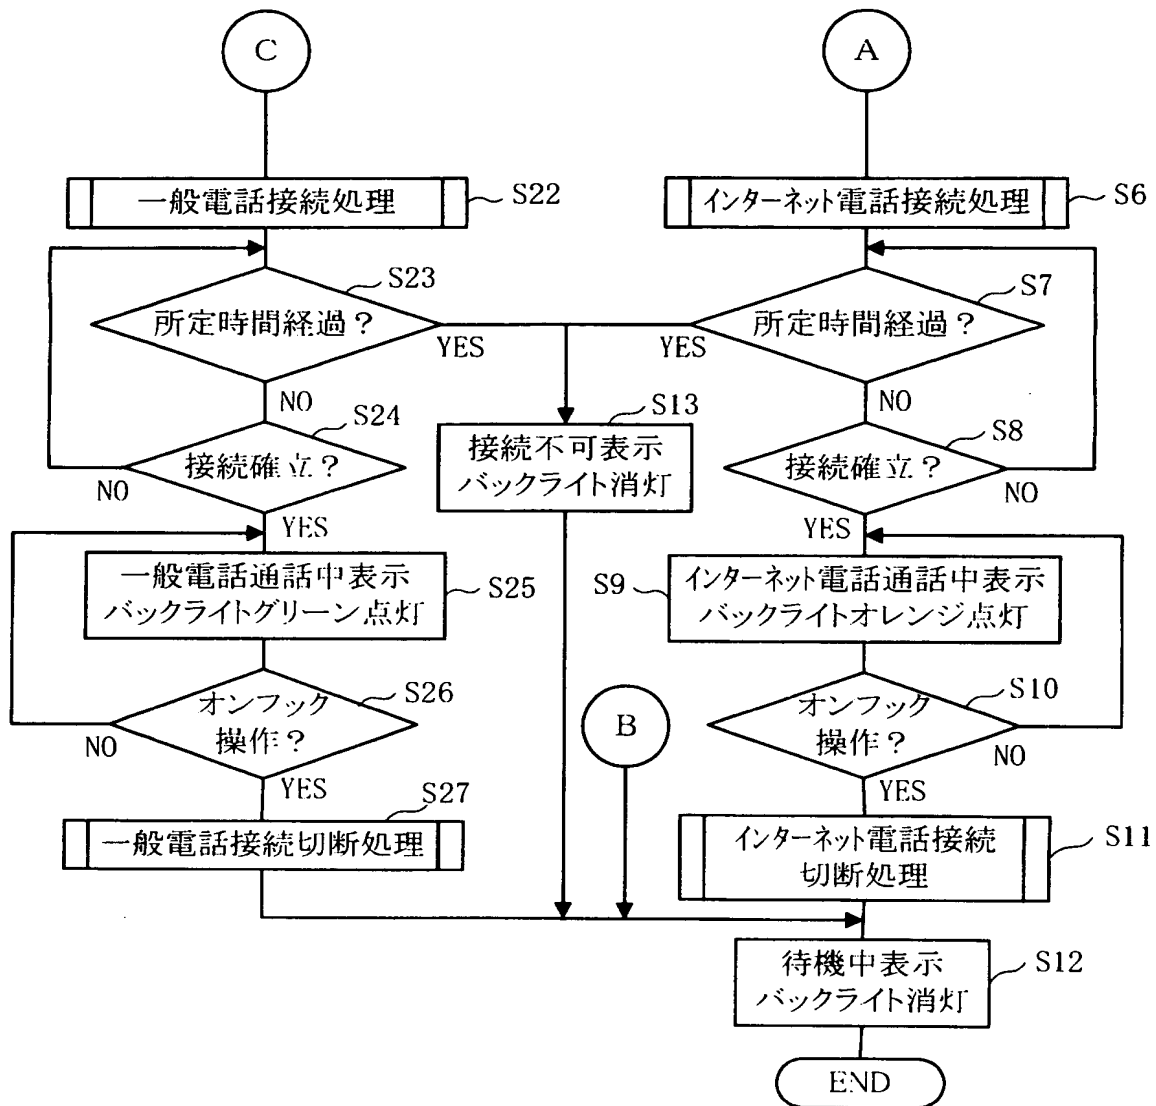 C
A
一般電話接続処理
S22
インターネット電話接続処理
S6
S23
所定時間経過?
YES
NO
S7
所定時間経過?
YES
NO
S24
接続確立?
NO
YES
S13
接続不可表示
バックライト消灯
S8
接続確立?
NO
YES
一般電話通話中表示
バックライトグリーン点灯
S25
S9
インターネット電話通話中表示
バックライトオレンジ点灯
S26
オンフック
操作?
NO
YES
B
S10
オンフック
操作?
NO
YES
S27
一般電話接続切断処理
インターネット電話接続
切断処理
S11
待機中表示
バックライト消灯
S12
END